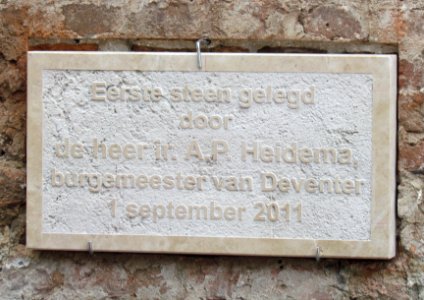 Eerste steen gelegd
door
de heer ir. A.P. Heidema,
burgemeester van Deventer
1 september 2011